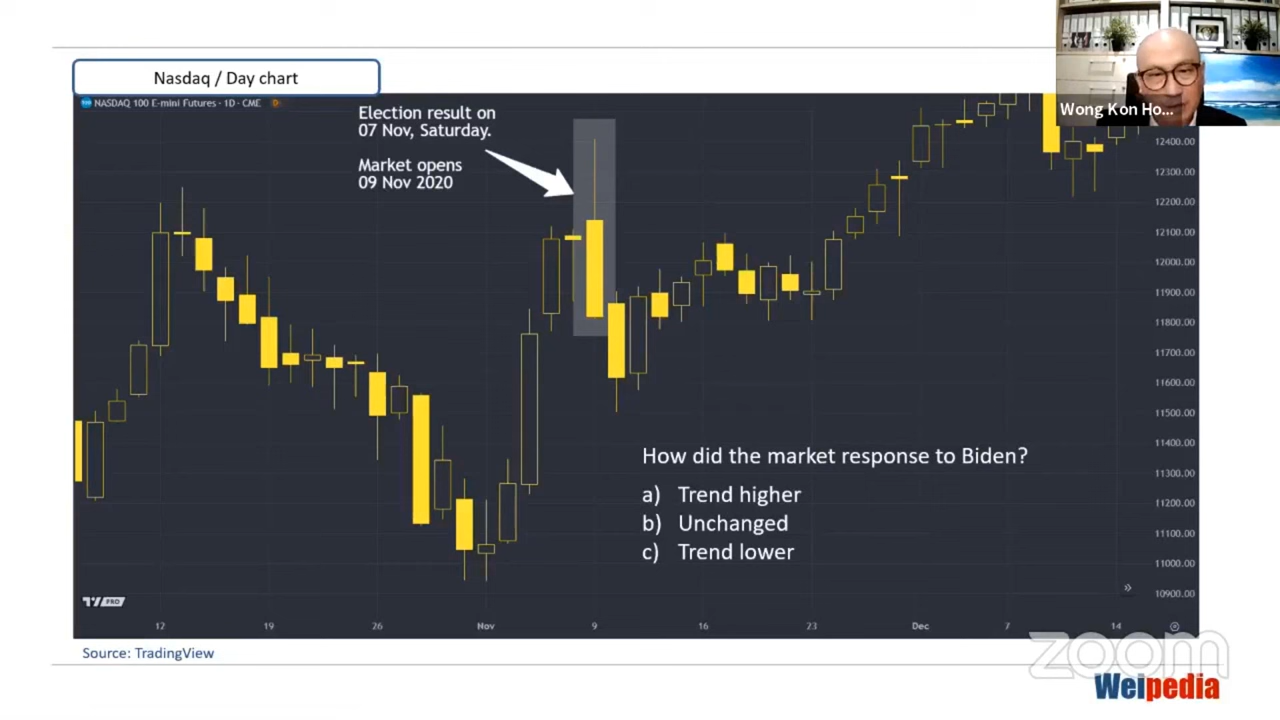 Nasdaq / Day chart
Wong Kon Ho...
NASDAQ 100 E-mini Futures · 1D · CME D
Election result on
07 Nov, Saturday.
Market opens
09 Nov 2020
12400.00
12300.00
12200.00
12100.00
12000.00
11900.00
11800.00
11700.00
11600.00
11500.00
11400.00
11300.00
11200.00
11100.00
11000.00
10900.00
How did the market response to Biden?
a) Trend higher
b) Unchanged
c) Trend lower
PRO
12 19 26 Nov 9 16 23 Dec 7 14
Source: TradingView
zoom
Weipedia